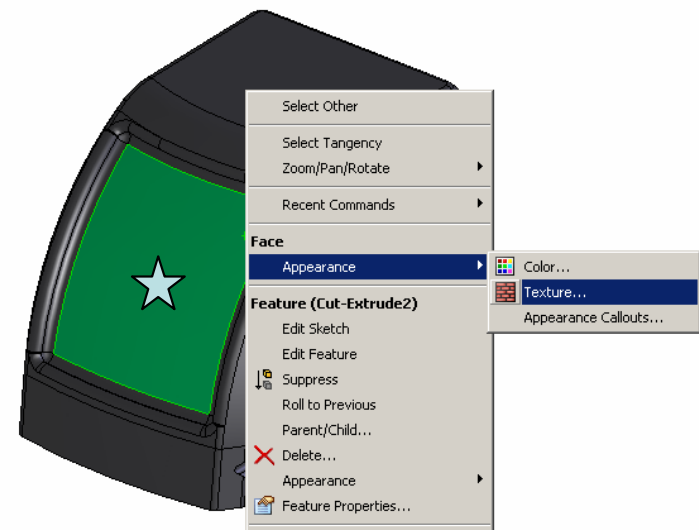 Select Other
Select Tangency
Zoom/Pan/Rotate
Recent Commands
Face
Appearance
Color...
Texture...
Appearance Callouts...
Feature (Cut-Extrude2)
Edit Sketch
Edit Feature
Suppress
Roll to Previous
Parent/Child...
Delete...
Appearance
Feature Properties...